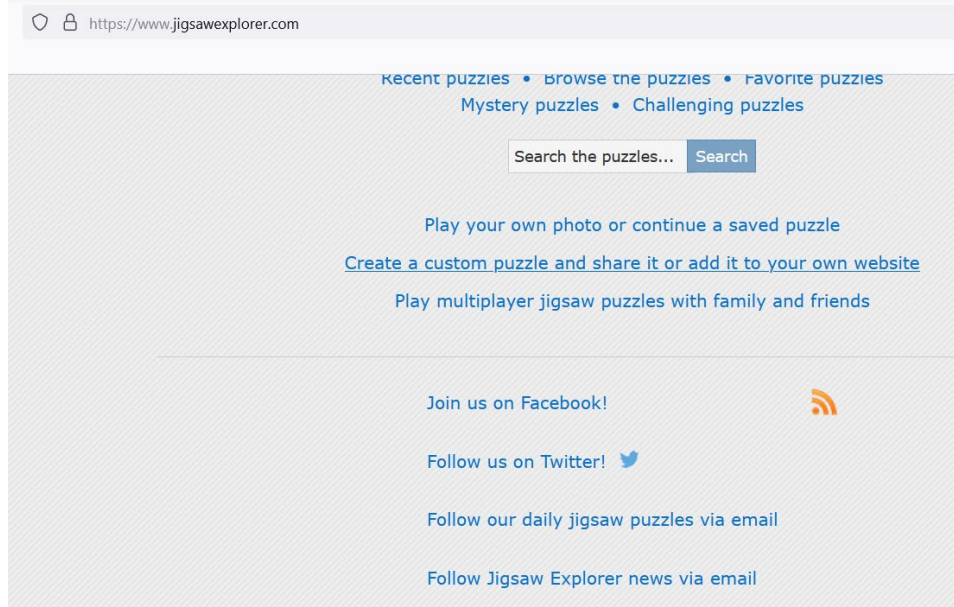 https://www.jigsawexplorer.com
Recent puzzles • Browse the puzzles • Favorite puzzles
Mystery puzzles • Challenging puzzles
Search the puzzles... Search
Play your own photo or continue a saved puzzle
Create a custom puzzle and share it or add it to your own website
Play multiplayer jigsaw puzzles with family and friends
Join us on Facebook!
Follow us on Twitter!
Follow our daily jigsaw puzzles via email
Follow Jigsaw Explorer news via email